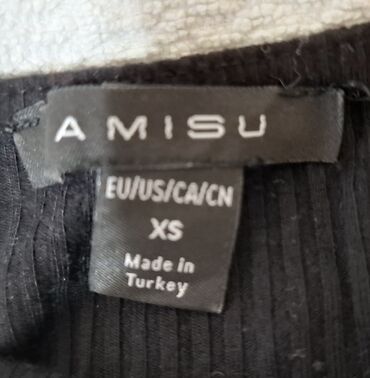 AMISU
EU/US/CA/CN
XS
Made in
Turkey